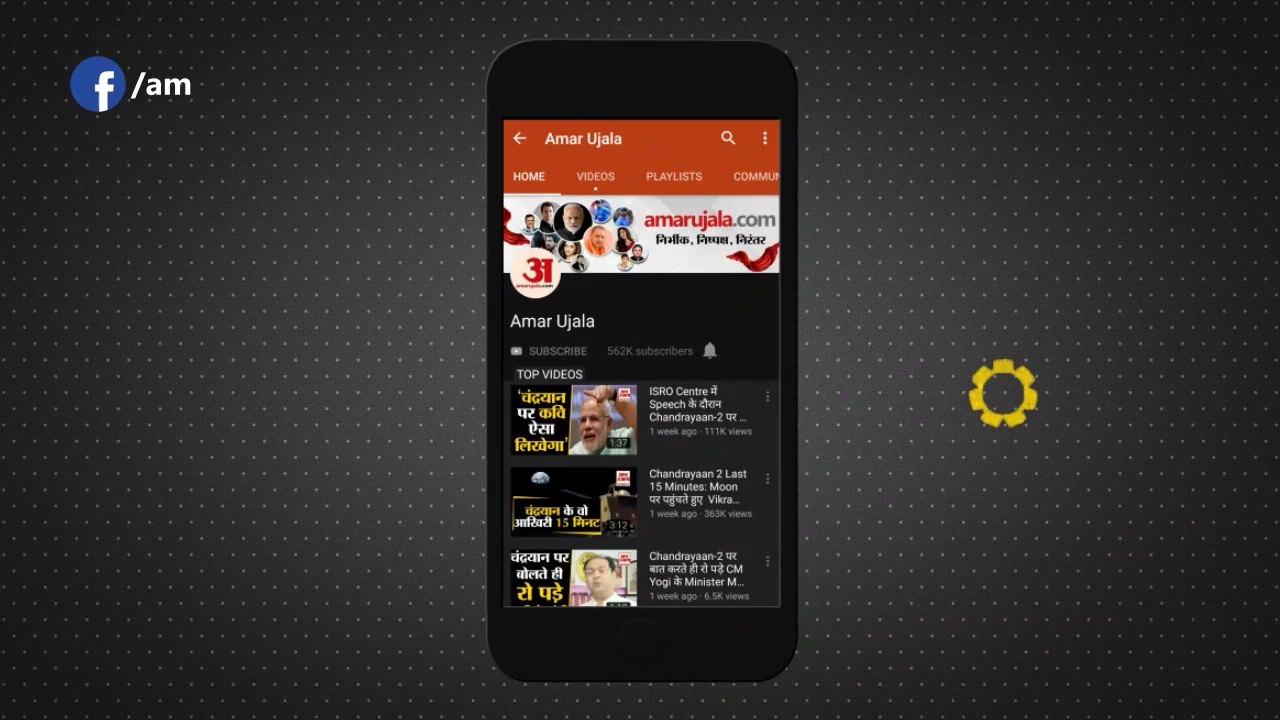 f /am
Amar Ujala
HOME VIDEOS PLAYLISTS COMMUN
amarujala.com
निर्भीक, निष्पक्ष, निरंतर
अ
amarujala.com
Amar Ujala
SUBSCRIBE 562K subscribers
TOP VIDEOS
'चंद्रयान
पर कवि
ऐसा
लिखेगा'
1:37
ISRO Centre में
Speech के दौरान
Chandrayaan-2 पर ...
1 week ago · 111K views
चंद्रयान के वो
आखिरी 15 मिनट
3:12
Chandrayaan 2 Last
15 Minutes: Moon
पर पहुंचते हुए Vikra...
1 week ago · 363K views
चंद्रयान पर
बोलते ही
रो पड़े
Chandrayaan-2 पर
बात करते ही रो पड़े CM
Yogi के Minister M...
1 week ago · 6.5K views